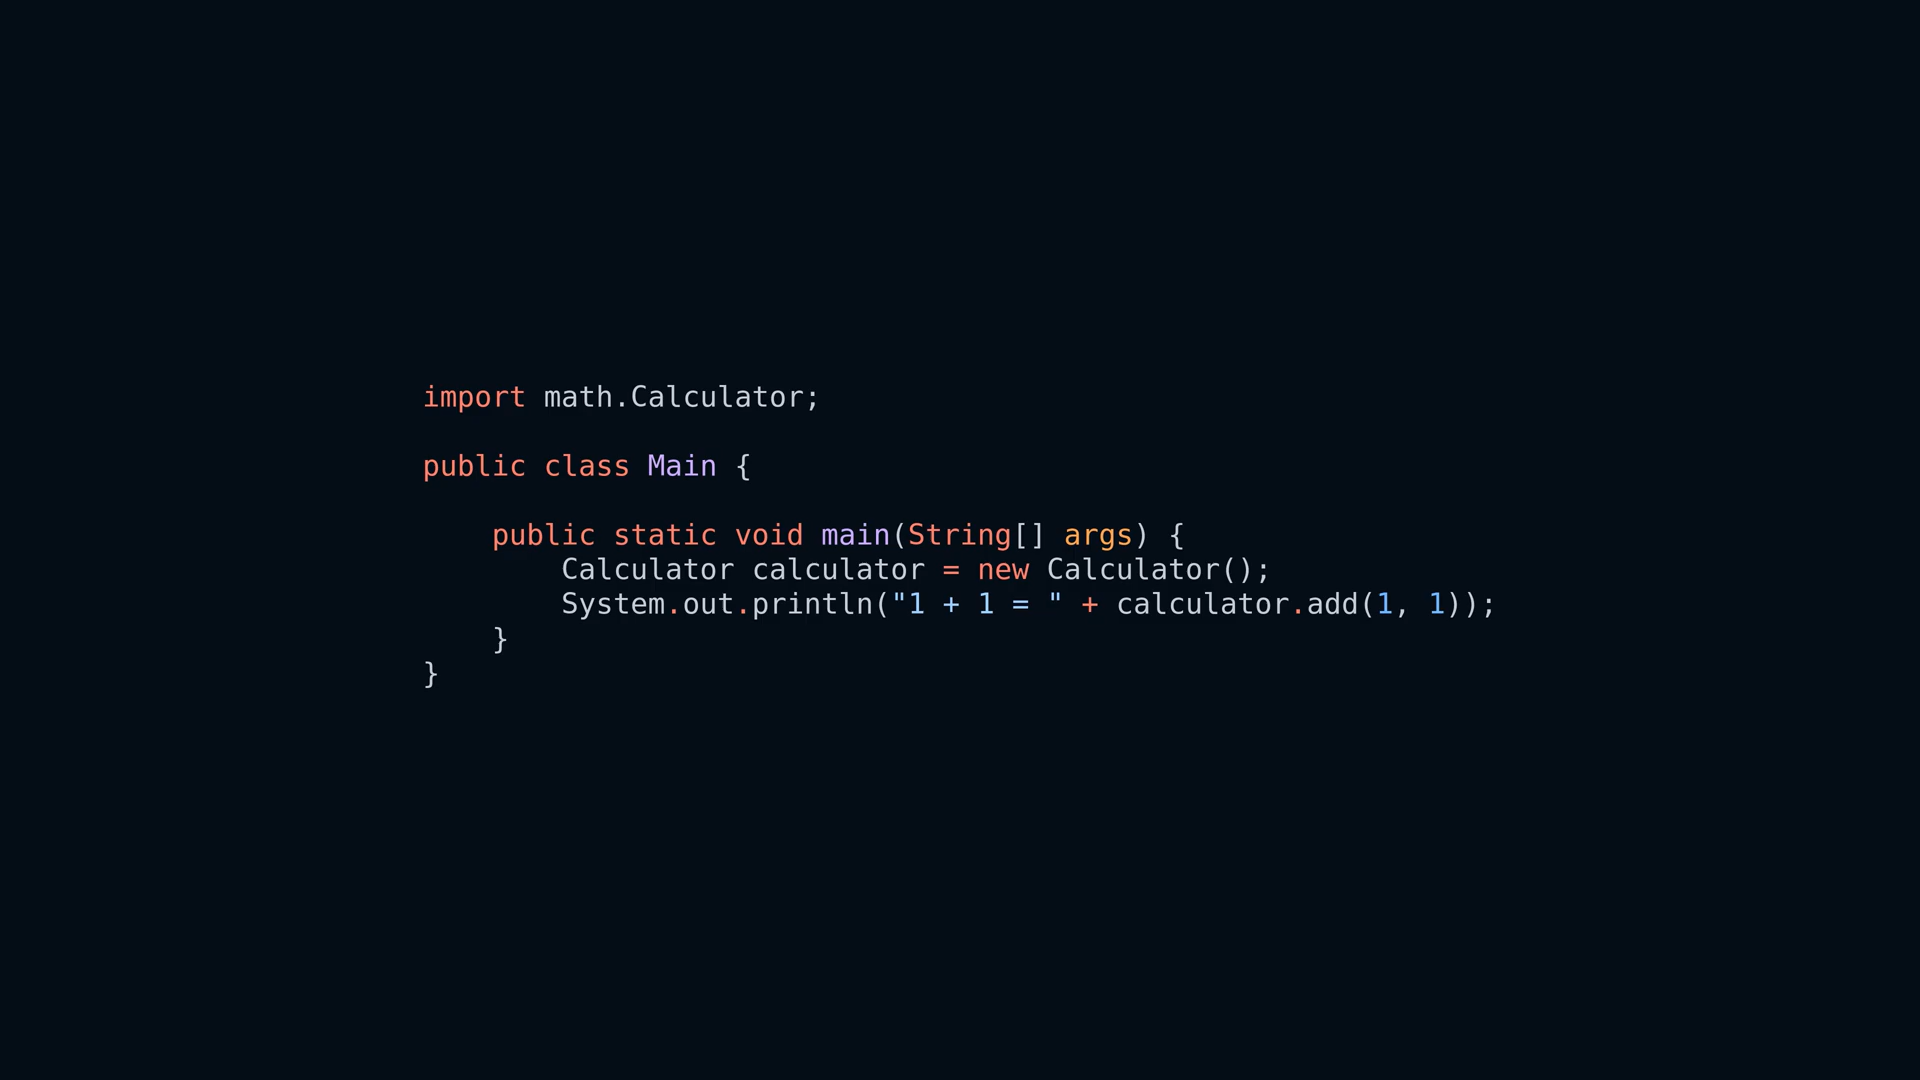 import math.Calculator;

public class Main {

    public static void main(String[] args) {
        Calculator calculator = new Calculator();
        System.out.println("1 + 1 = " + calculator.add(1, 1));
    }
}